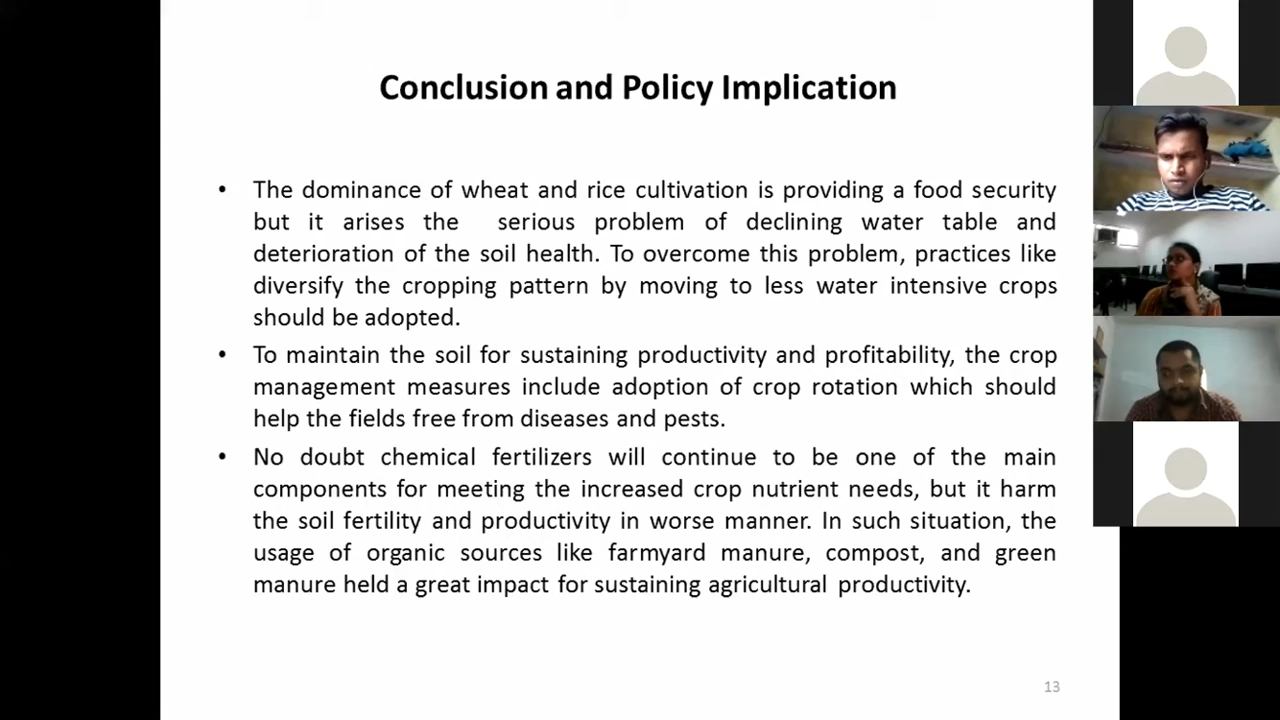 Conclusion and Policy Implication
• The dominance of wheat and rice cultivation is providing a food security
but it arises the serious problem of declining water table and
deterioration of the soil health. To overcome this problem, practices like
diversify the cropping pattern by moving to less water intensive crops
should be adopted.
• To maintain the soil for sustaining productivity and profitability, the crop
management measures include adoption of crop rotation which should
help the fields free from diseases and pests.
• No doubt chemical fertilizers will continue to be one of the main
components for meeting the increased crop nutrient needs, but it harm
the soil fertility and productivity in worse manner. In such situation, the
usage of organic sources like farmyard manure, compost, and green
manure held a great impact for sustaining agricultural productivity.
13